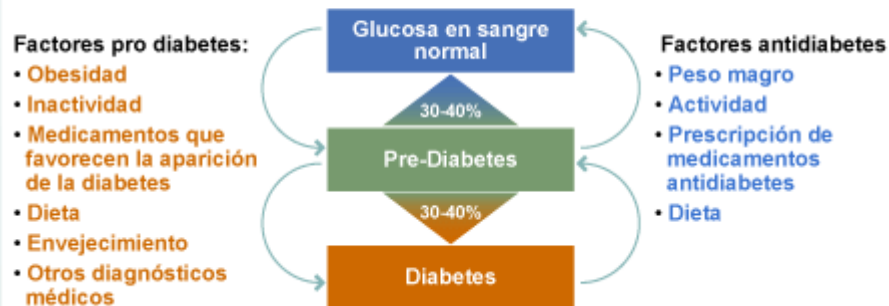 Factores pro diabetes:
• Obesidad
• Inactividad
• Medicamentos que
favorecen la aparición
de la diabetes
• Dieta
• Envejecimiento
• Otros diagnósticos
médicos
Glucosa en sangre
normal
30-40%
Pre-Diabetes
30-40%
Diabetes
Factores antidiabetes
• Peso magro
• Actividad
• Prescripción de
medicamentos
antidiabetes
• Dieta